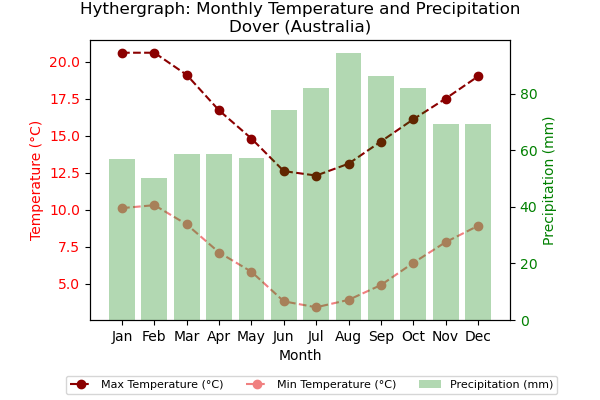 Hythergraph: Monthly Temperature and Precipitation
Dover (Australia)
Temperature (°C)
20.0
17.5
15.0
12.5
10.0
7.5
5.0
Precipitation (mm)
80
60
40
20
0
Jan Feb Mar Apr May Jun Jul Aug Sep Oct Nov Dec
Month
Max Temperature (°C) Min Temperature (°C) Precipitation (mm)